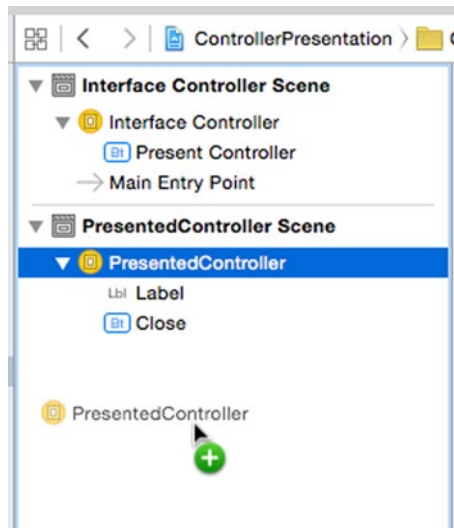 ControllerPresentation
Interface Controller Scene
Interface Controller
Bt Present Controller
Main Entry Point
PresentedController Scene
PresentedController
Lbl Label
Bt Close
PresentedController